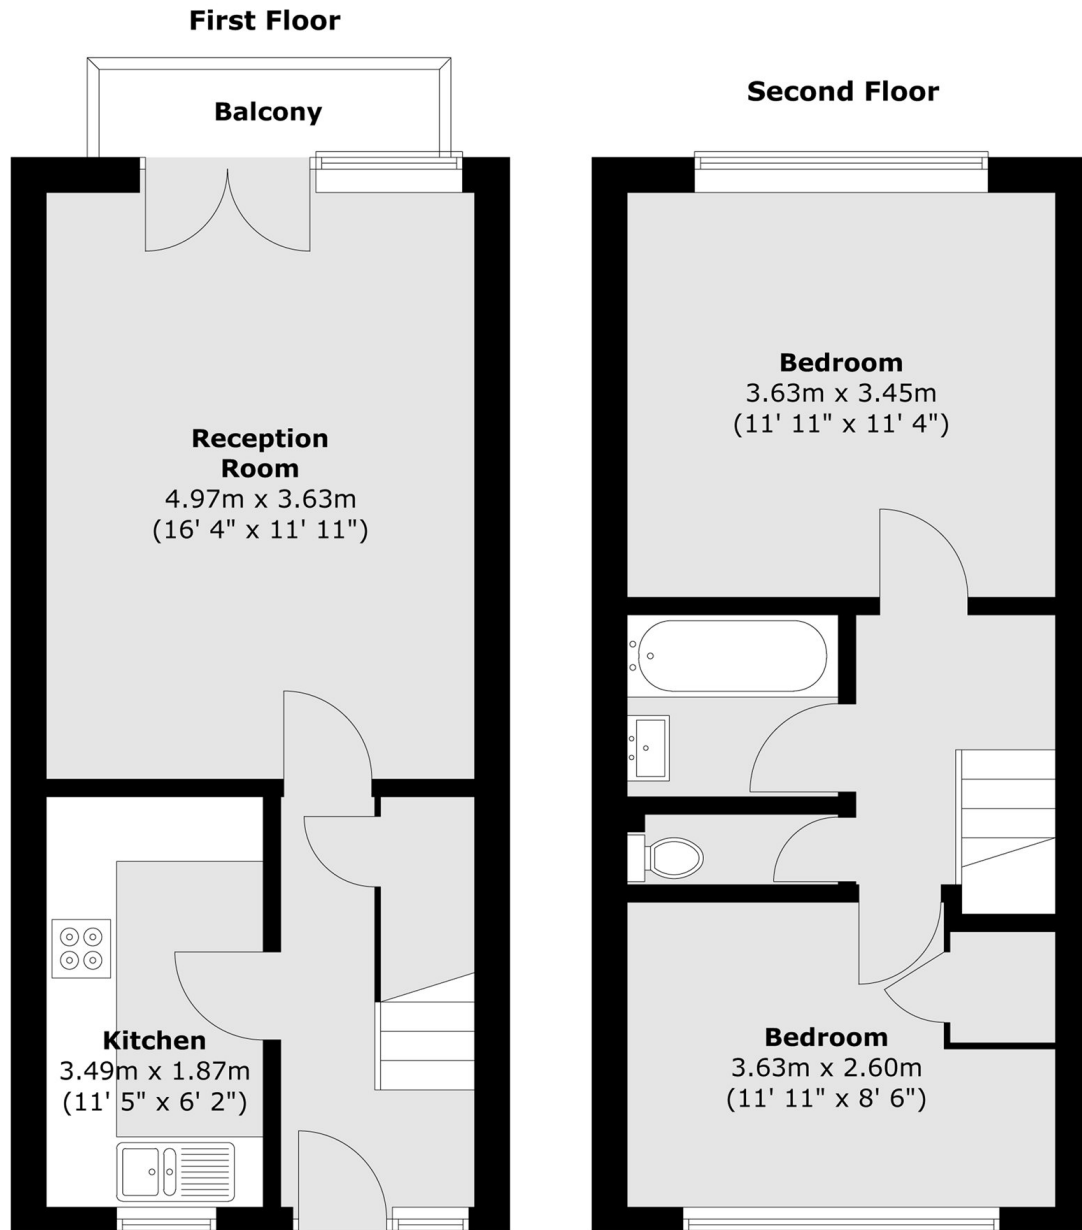 First Floor
Balcony
Reception
Room
4.97m x 3.63m
(16' 4" x 11' 11")
Kitchen
3.49m x 1.87m
(11' 5" x 6' 2")
Second Floor
Bedroom
3.63m x 3.45m
(11' 11" x 11' 4")
Bedroom
3.63m x 2.60m
(11' 11" x 8' 6")